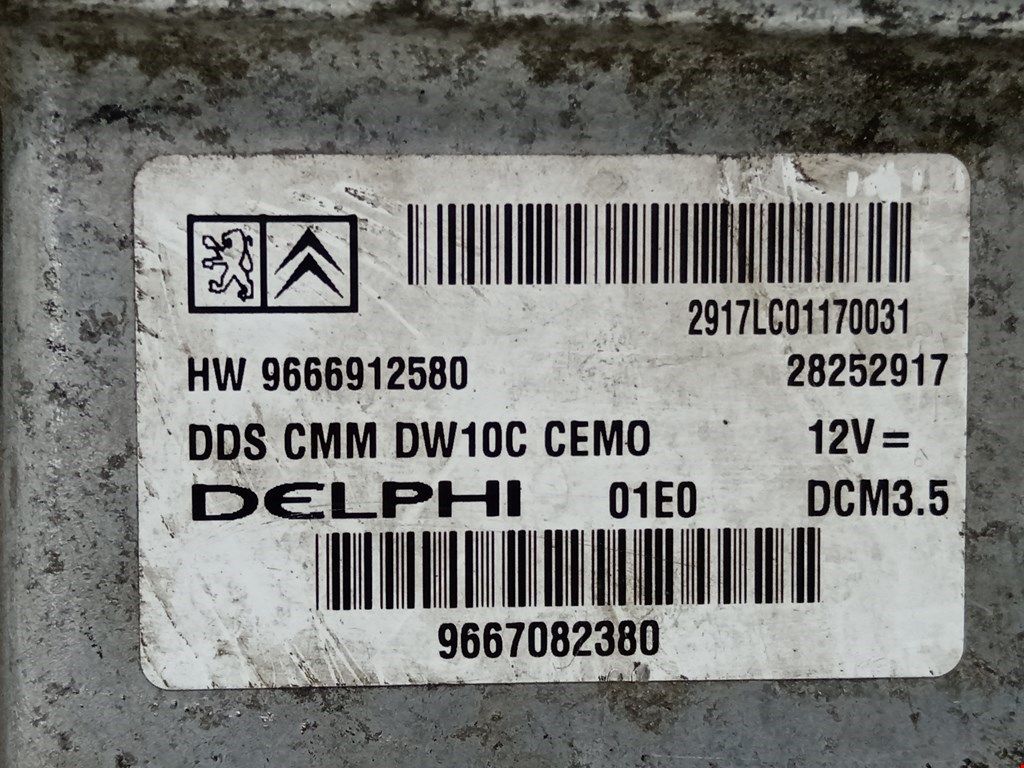 2917LC01170031
HW 9666912580 28252917
DDS CMM DW10C CEMO 12V =
DELPHI 01E0 DCM3.5
9667082380